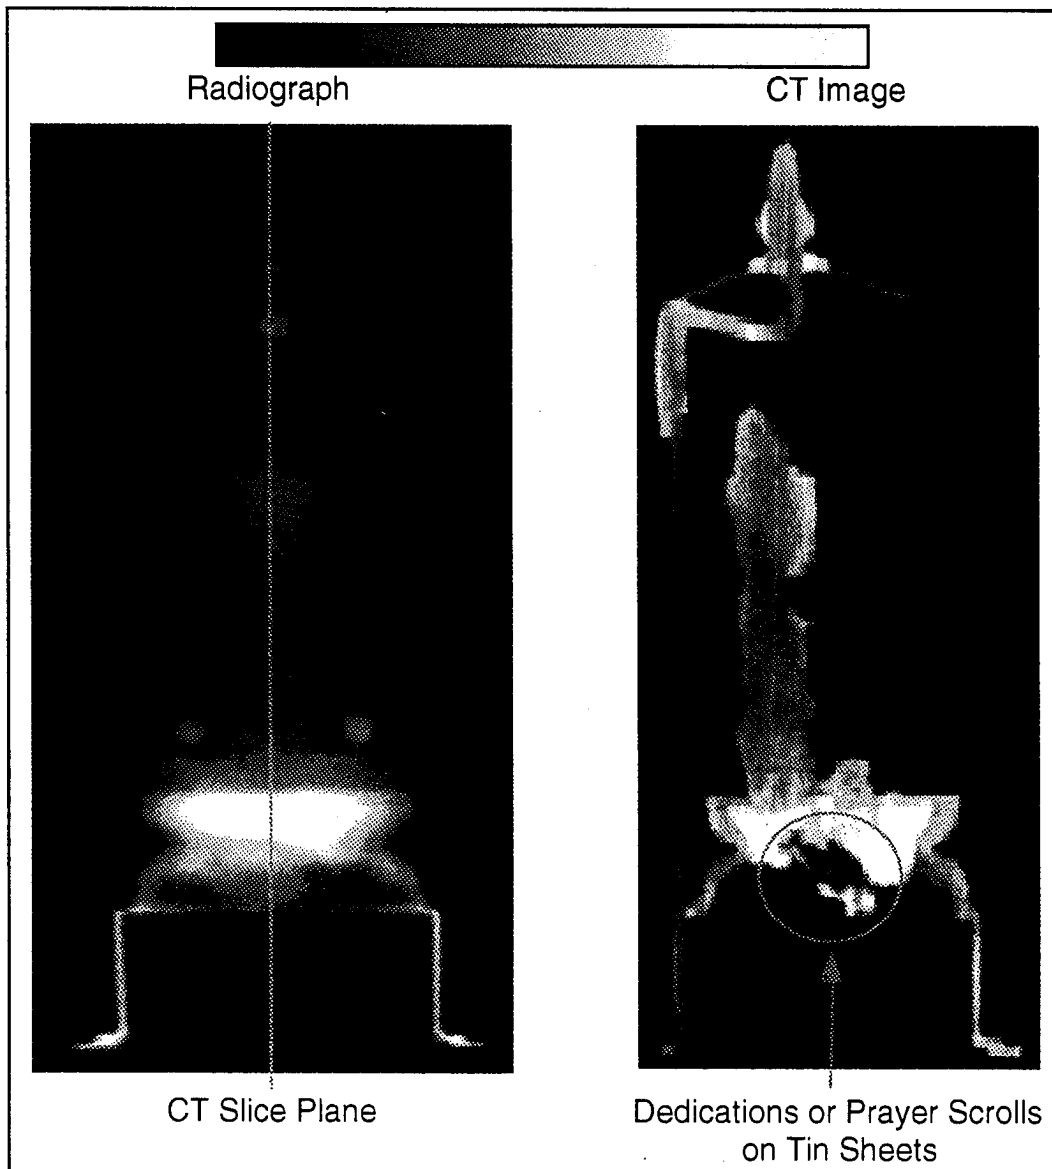 Radiograph
CT Image
CT Slice Plane
Dedications or Prayer Scrolls
on Tin Sheets